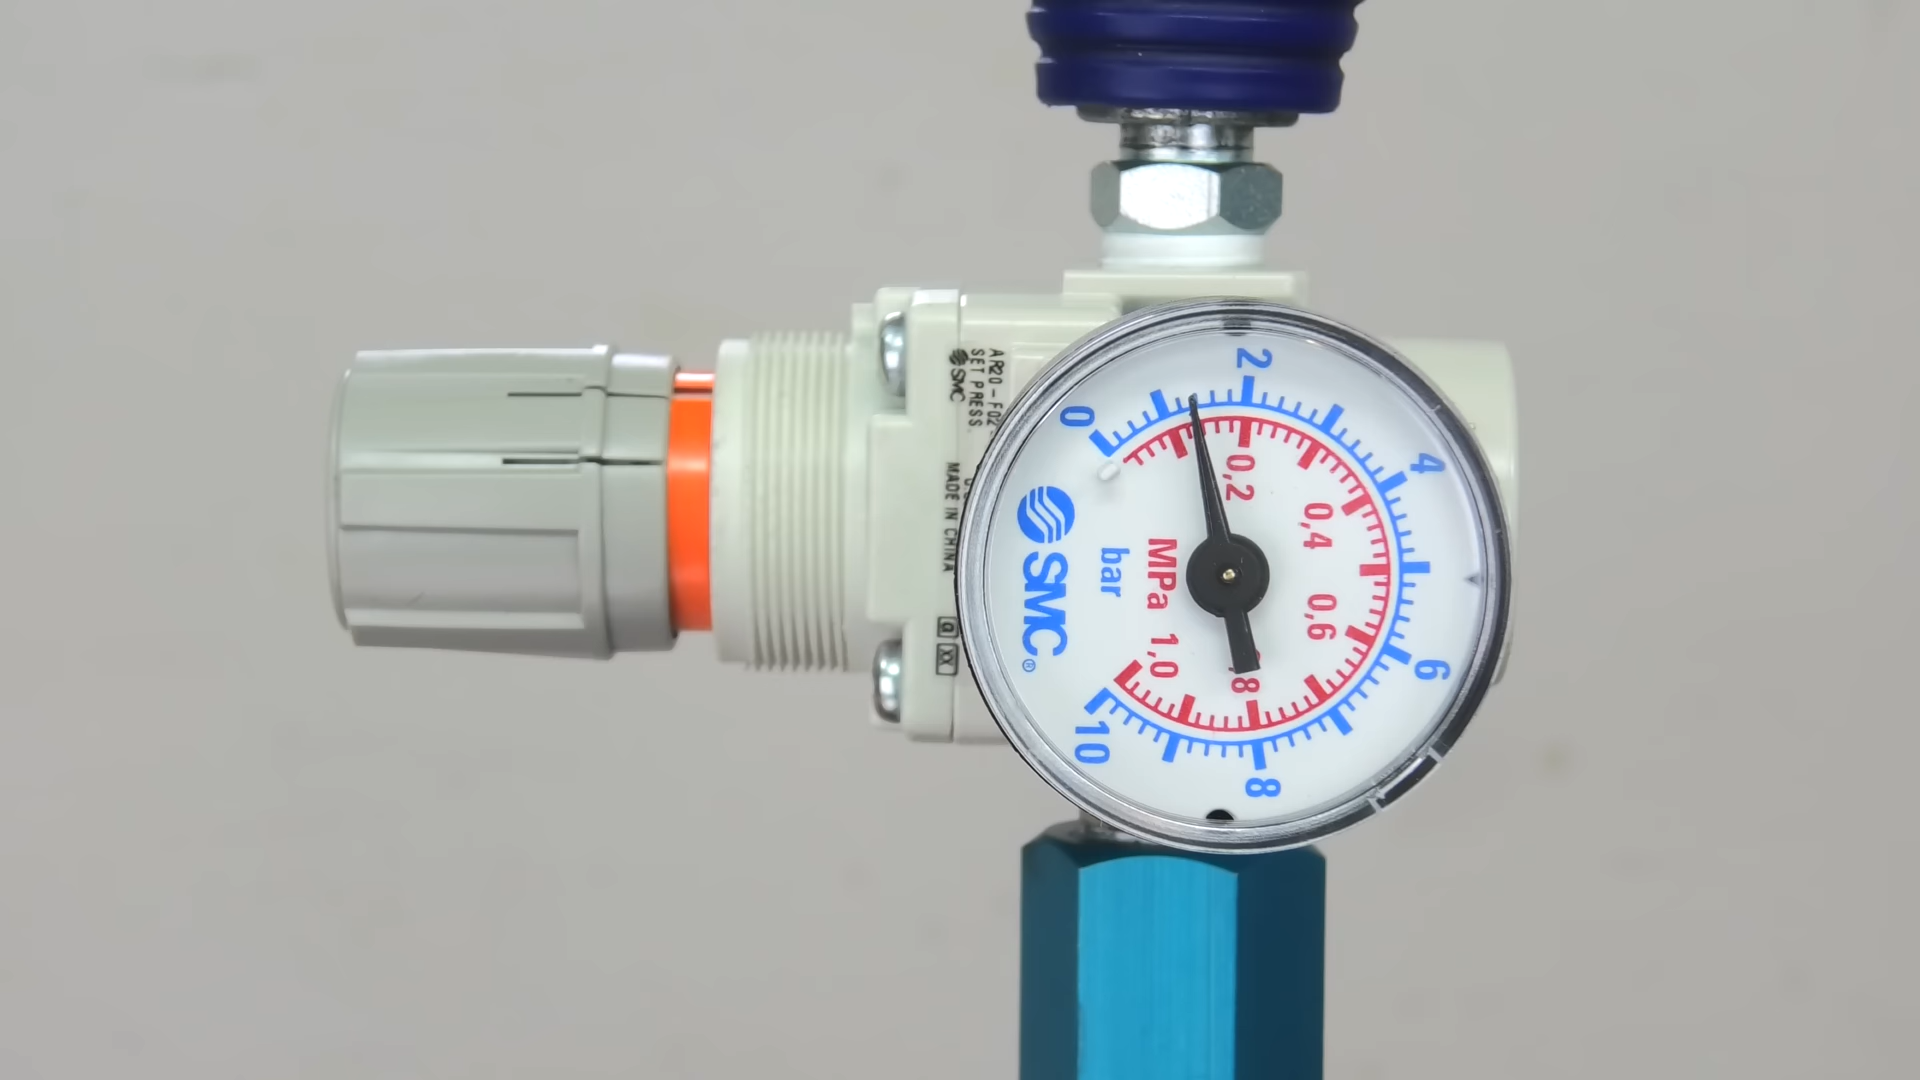 AR20-F02
SET PRESS.
SMC
MADE IN CHINA
Q
XX
0
2
4
6
8
10
0,2
0,4
0,6
1,0
MPa
bar
SMC®